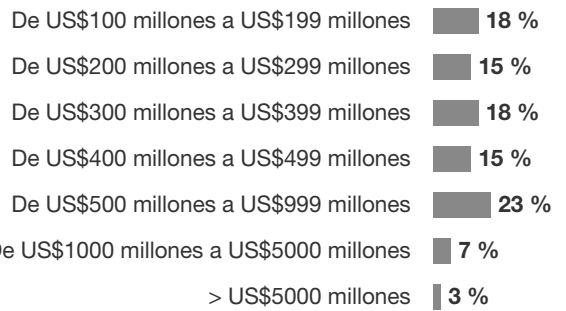 De US$100 millones a US$199 millones 18 %
De US$200 millones a US$299 millones 15 %
De US$300 millones a US$399 millones 18 %
De US$400 millones a US$499 millones 15 %
De US$500 millones a US$999 millones 23 %
De US$1000 millones a US$5000 millones 7 %
> US$5000 millones 3 %